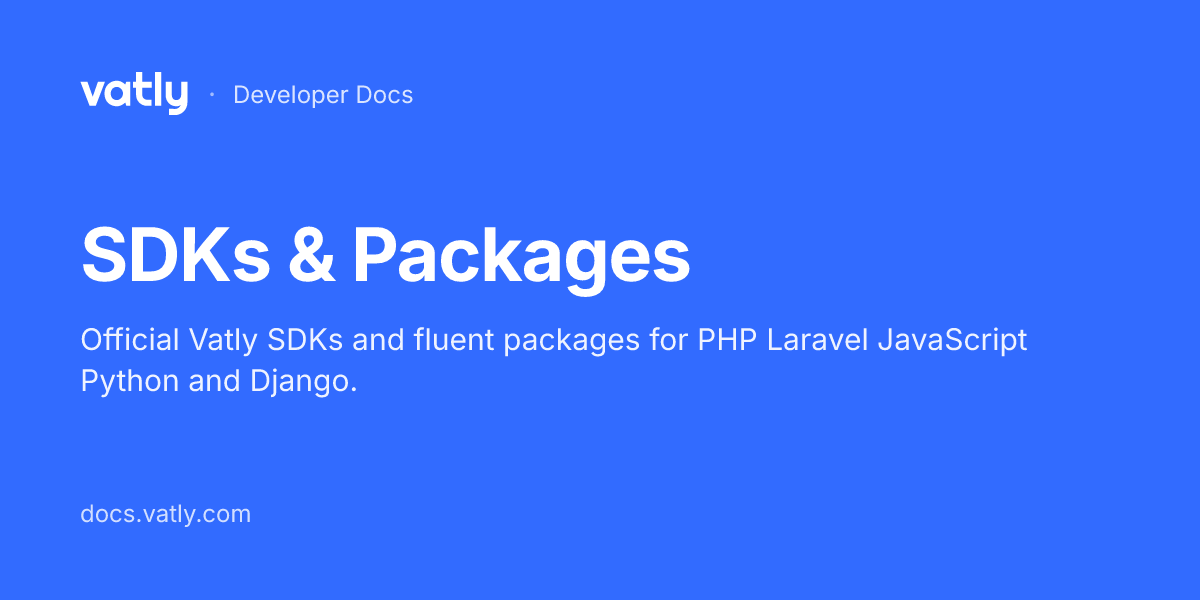 vatly · Developer Docs
SDKs & Packages
Official Vatly SDKs and fluent packages for PHP Laravel JavaScript
Python and Django.
docs.vatly.com